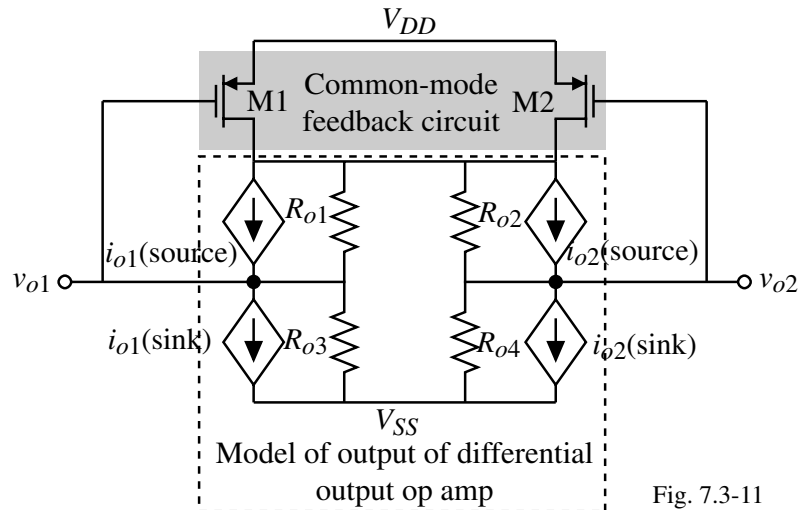 V_DD
M1
Common-mode
feedback circuit
M2
R_o1
R_o2
i_o1(source)
i_o2(source)
v_o1
v_o2
i_o1(sink)
R_o3
R_o4
i_o2(sink)
V_SS
Model of output of differential
output op amp
Fig. 7.3-11